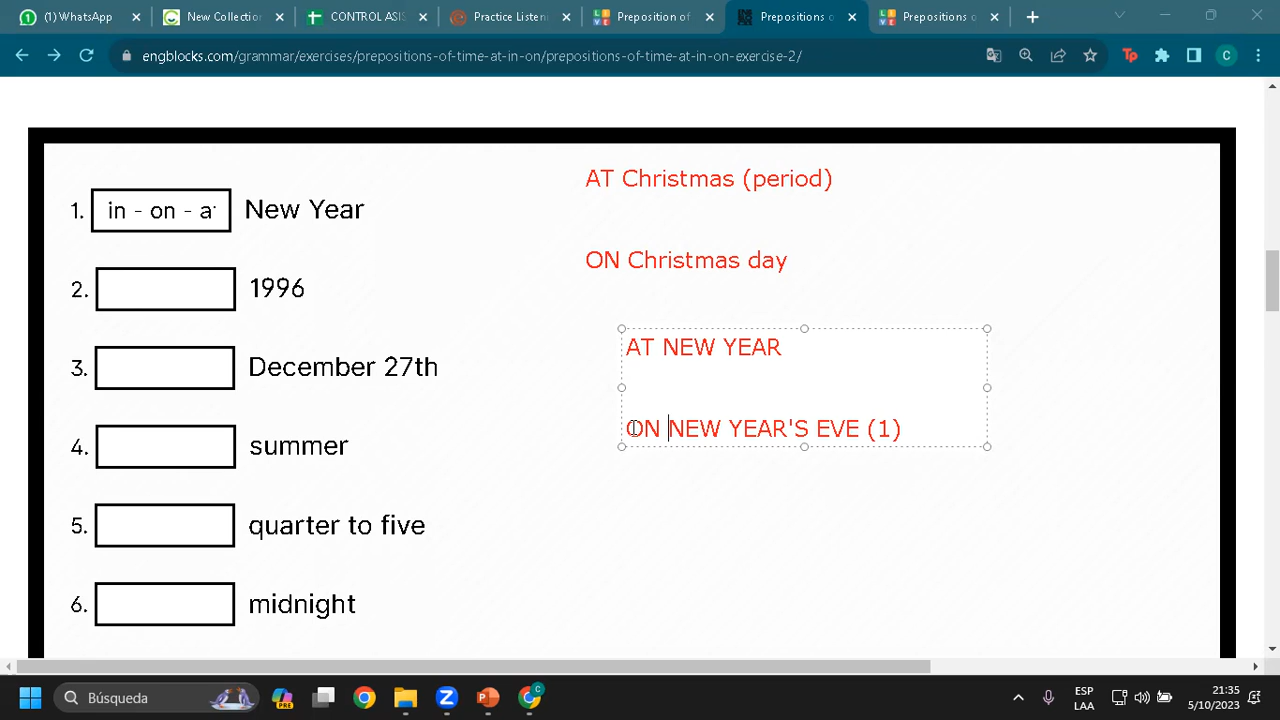 (1) WhatsApp
New Collection
CONTROL ASIS
Practice Listeni
Preposition of
Prepositions o
Prepositions o
engblocks.com/grammar/exercises/prepositions-of-time-at-in-on/prepositions-of-time-at-in-on-exercise-2/
C
1. in - on - at New Year
2. 1996
3. December 27th
4. summer
5. quarter to five
6. midnight
AT Christmas (period)
ON Christmas day
AT NEW YEAR
ON NEW YEAR'S EVE (1)
Búsqueda
PRE
ESP
LAA
21:35
5/10/2023